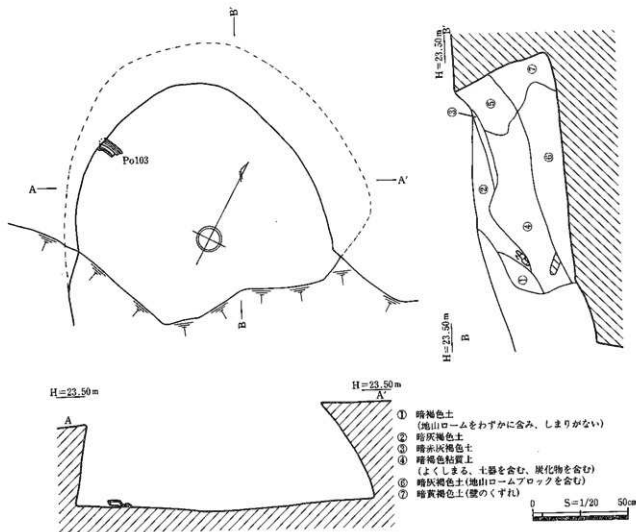 B'
Po103
A
A'
B
H=23.50m
B'
⑦
⑤
③
②
⑥
④
①
H=23.50m
B
H=23.50m
A
H=23.50m
A'
① 暗褐色土
(地山ロームをわずかに含み、しまりがない)
② 暗灰褐色土
③ 暗赤灰褐色土
④ 暗褐色粘質土
(よくしまる、土器を含む、炭化物を含む)
⑥ 暗灰褐色土(地山ロームブロックを含む)
⑦ 暗黄褐色土(壁のくずれ)
0 S=1/20 50cm